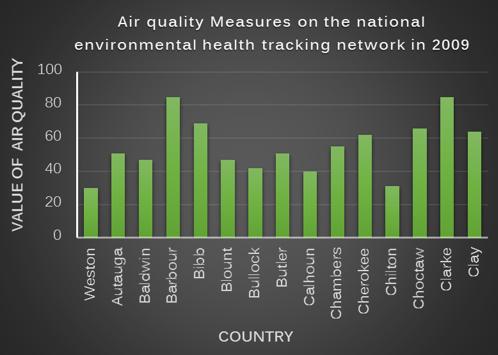 Air quality Measures on the national
environmental health tracking network in 2009
VALUE OF AIR QUALITY
100
80
60
40
20
0
Weston
Autauga
Baldwin
Barbour
Bibb
Blount
Bullock
Butler
Calhoun
Chambers
Cherokee
Chilton
Choctaw
Clarke
Clay
COUNTRY